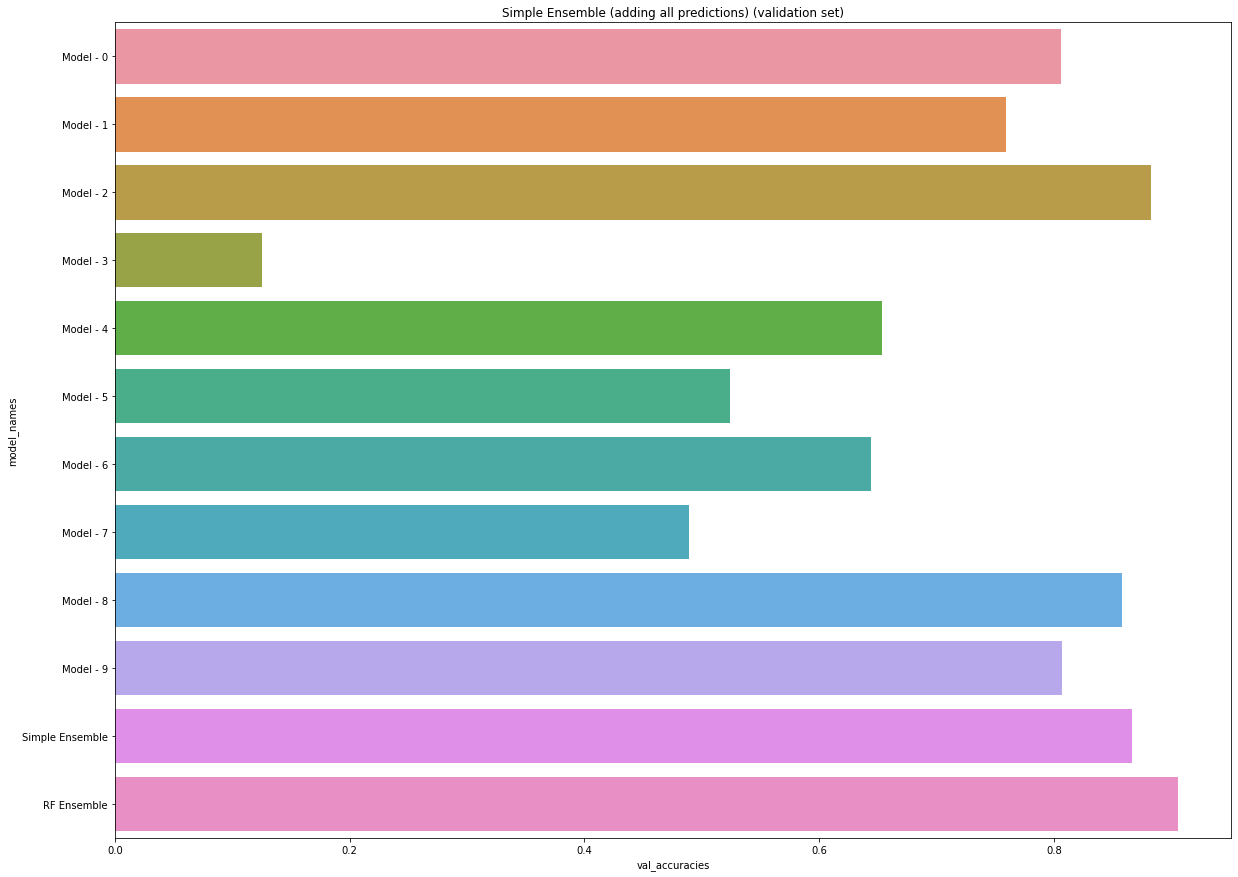 Simple Ensemble (adding all predictions) (validation set)
Model - 0
Model - 1
Model - 2
Model - 3
Model - 4
Model - 5
Model - 6
Model - 7
Model - 8
Model - 9
Simple Ensemble
RF Ensemble
model_names
0.0 0.2 0.4 0.6 0.8
val_accuracies